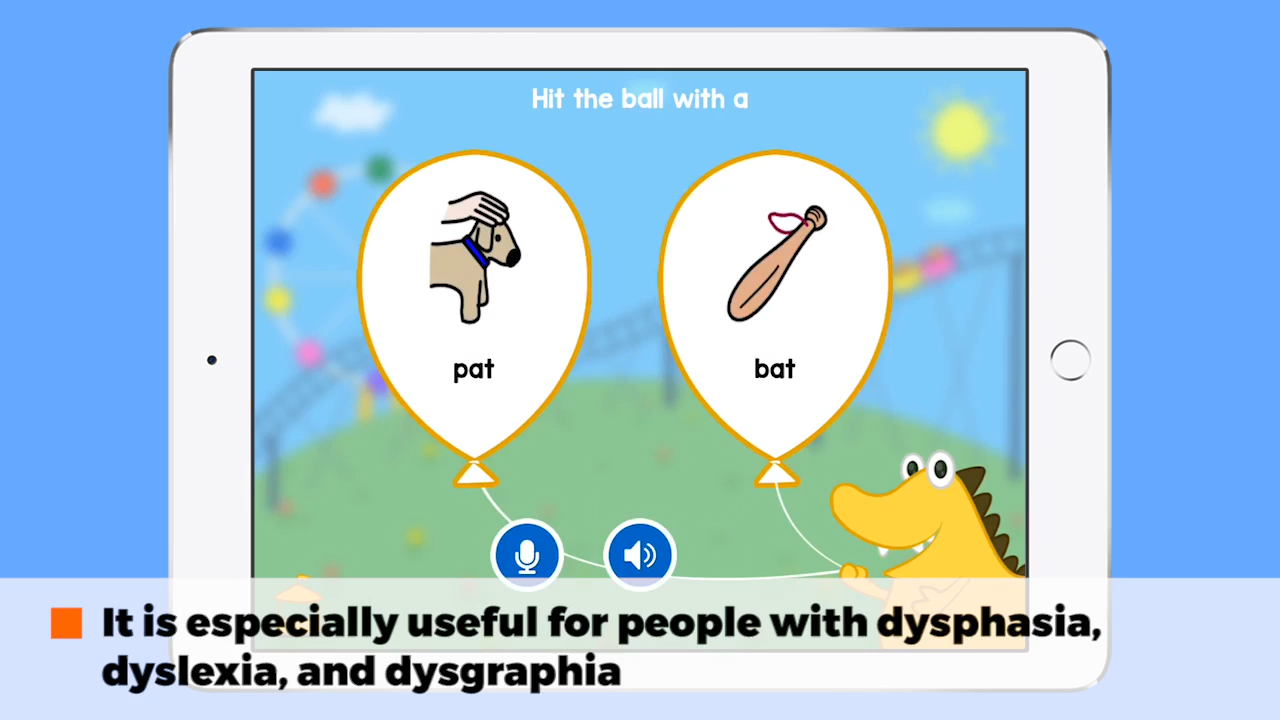 Hit the ball with a
pat
bat
It is especially useful for people with dysphasia,
dyslexia, and dysgraphia